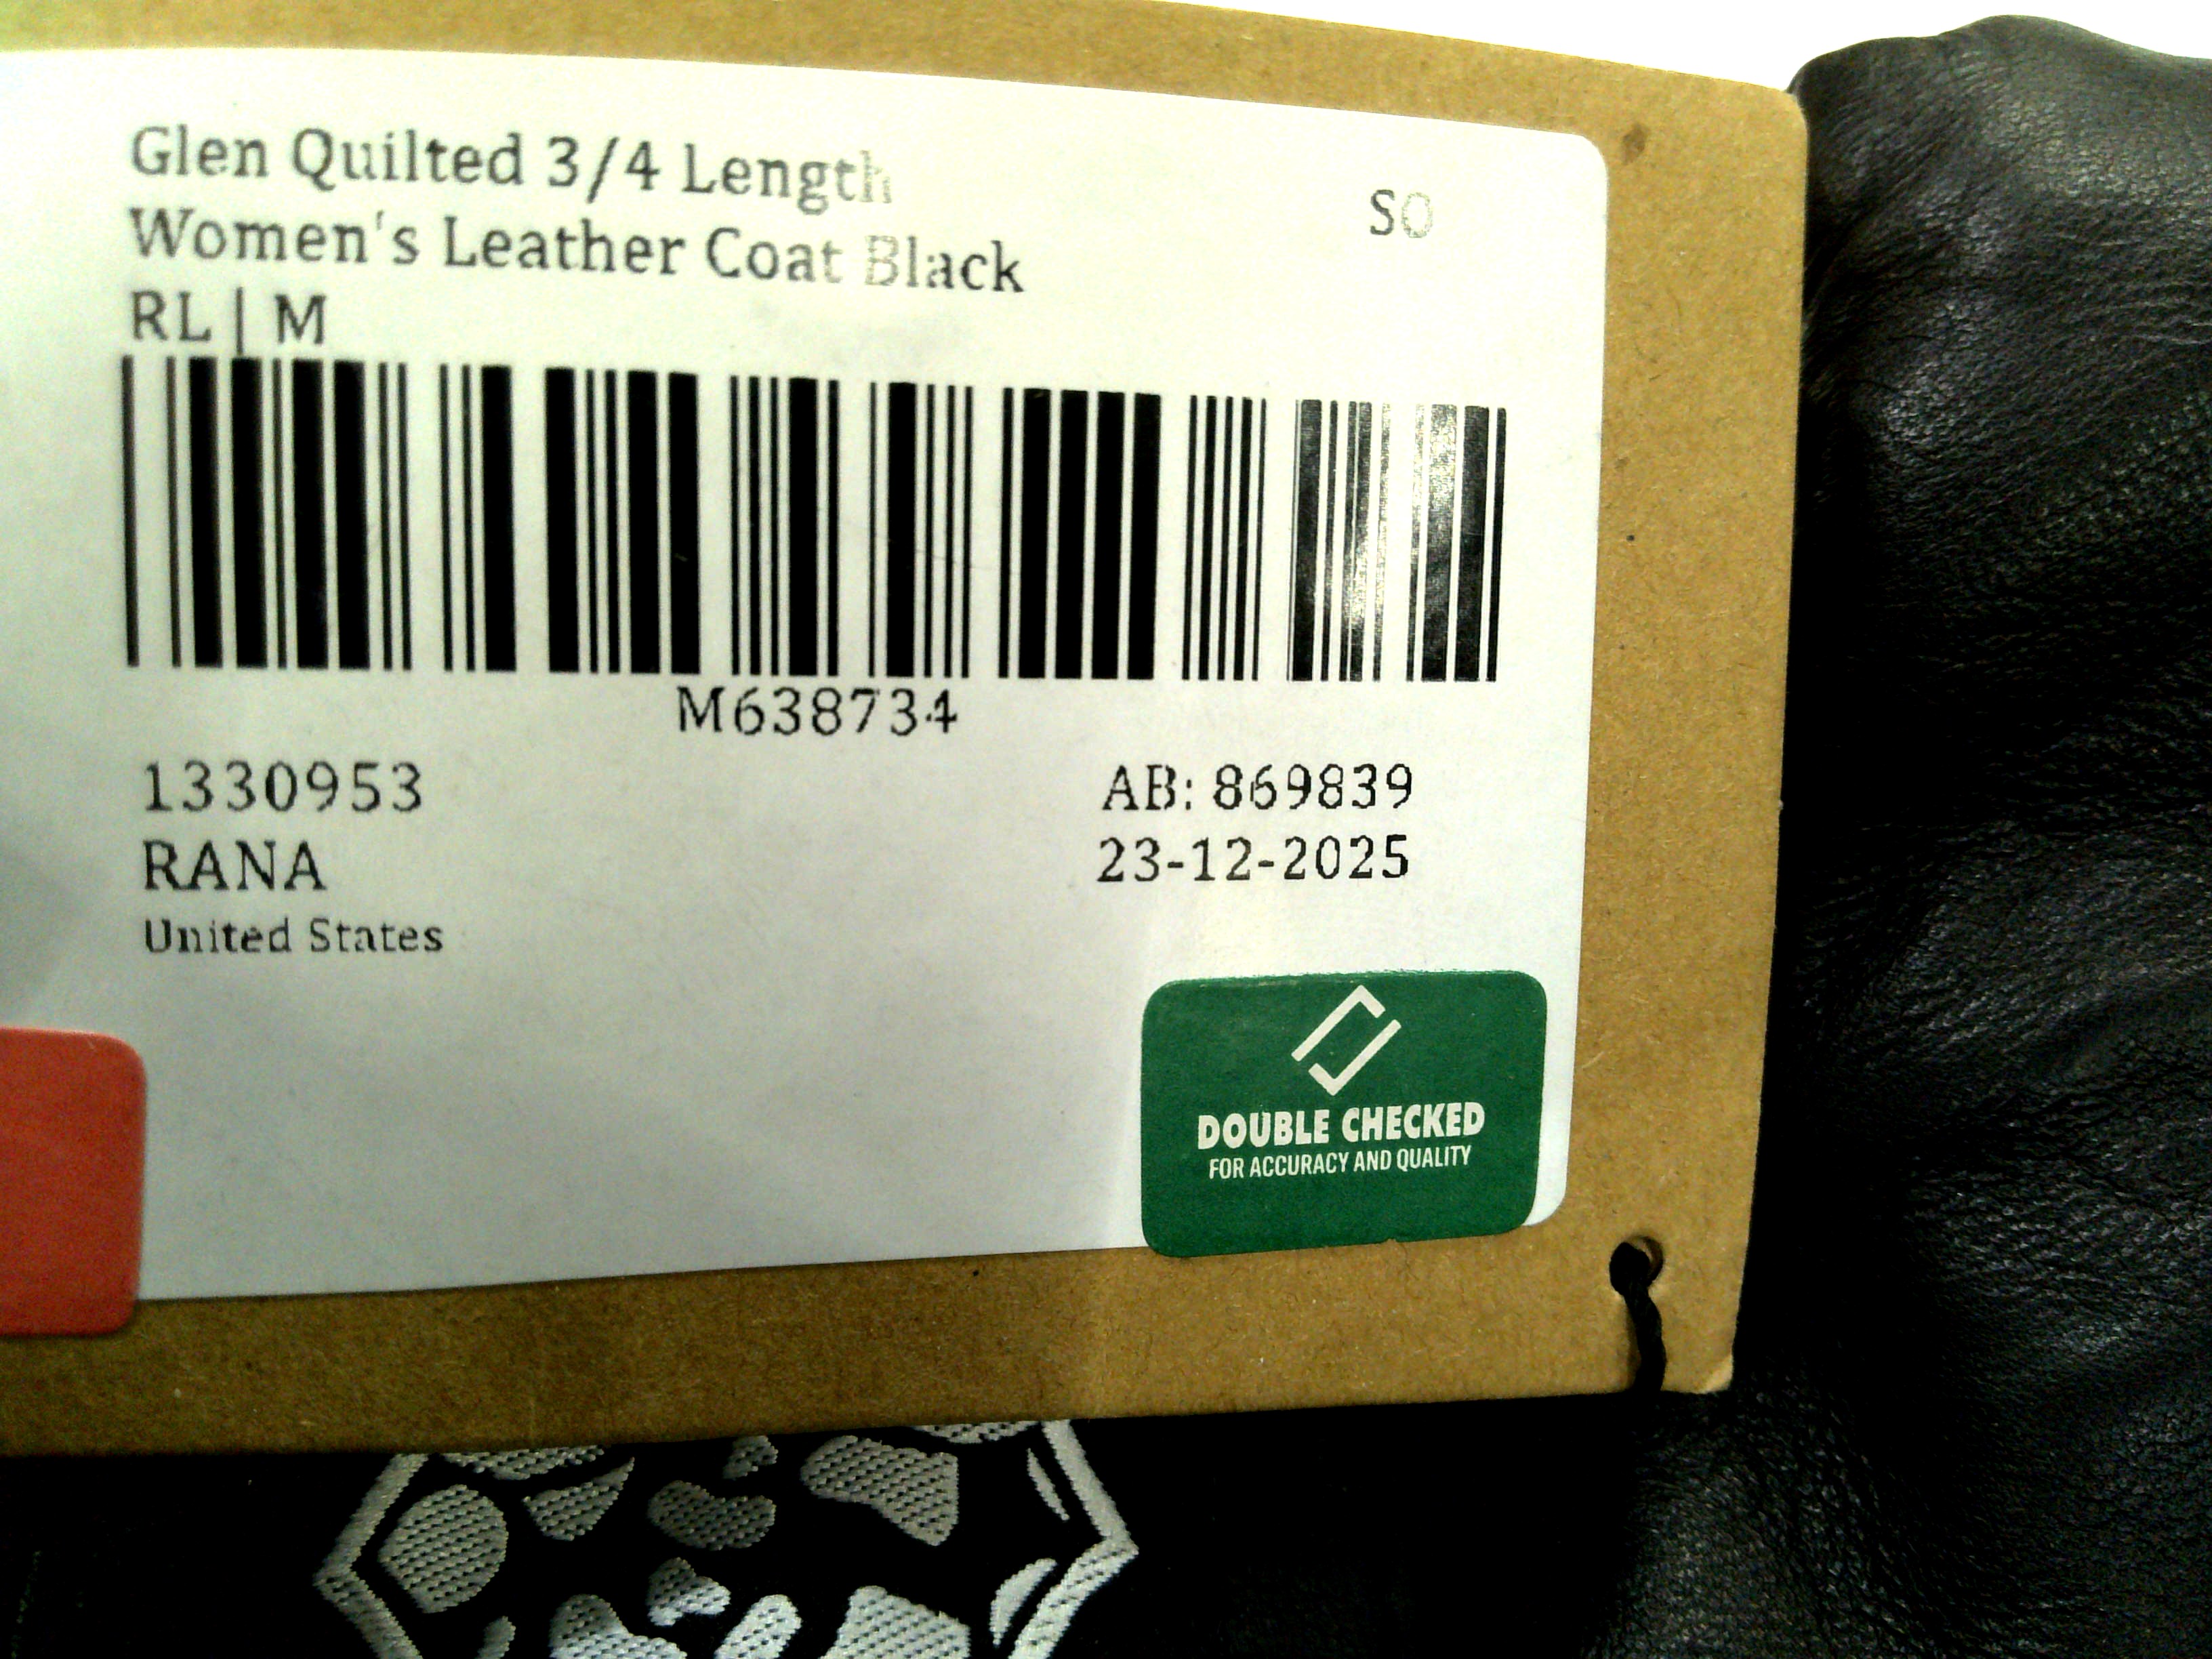 Glen Quilted 3/4 Length
Women's Leather Coat Black
RL | M
SO
M638734
1330953
RANA
United States
AB: 869839
23-12-2025
DOUBLE CHECKED
FOR ACCURACY AND QUALITY